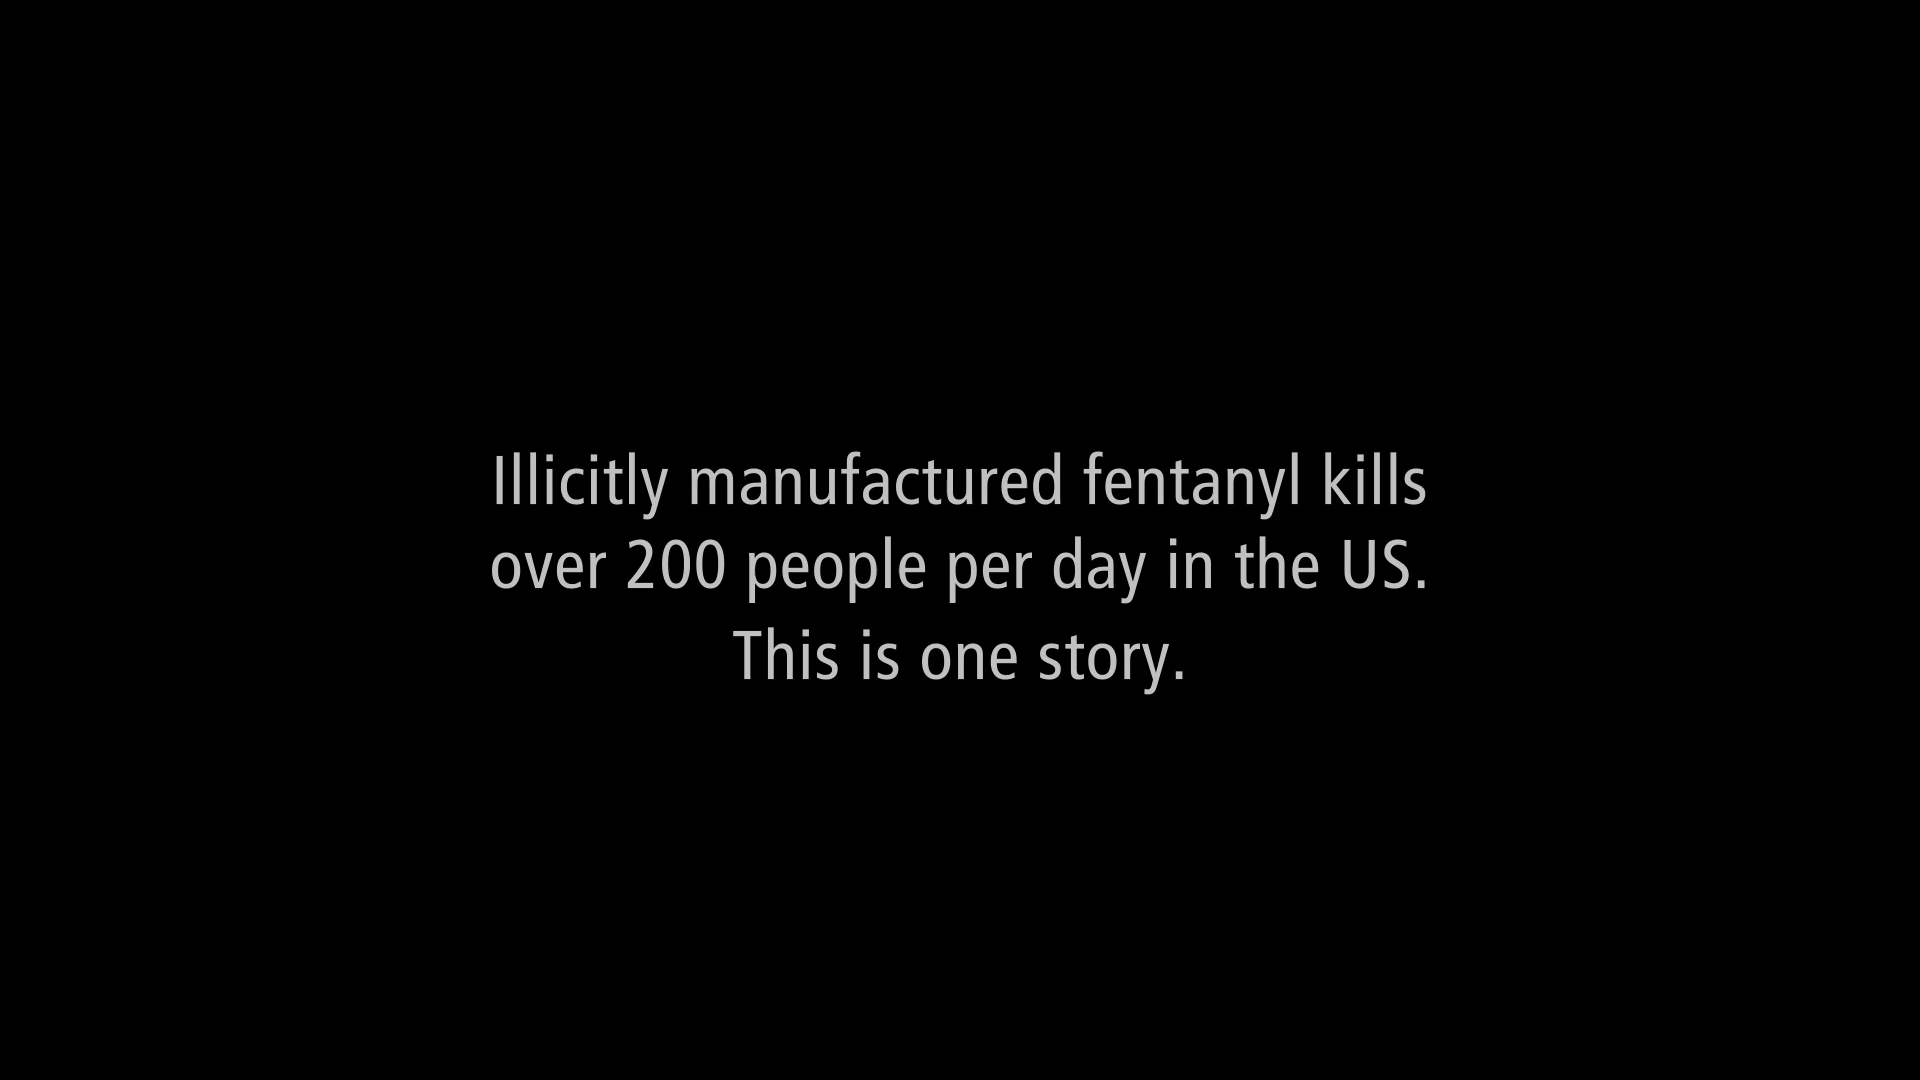 Illicitly manufactured fentanyl kills
over 200 people per day in the US.
This is one story.